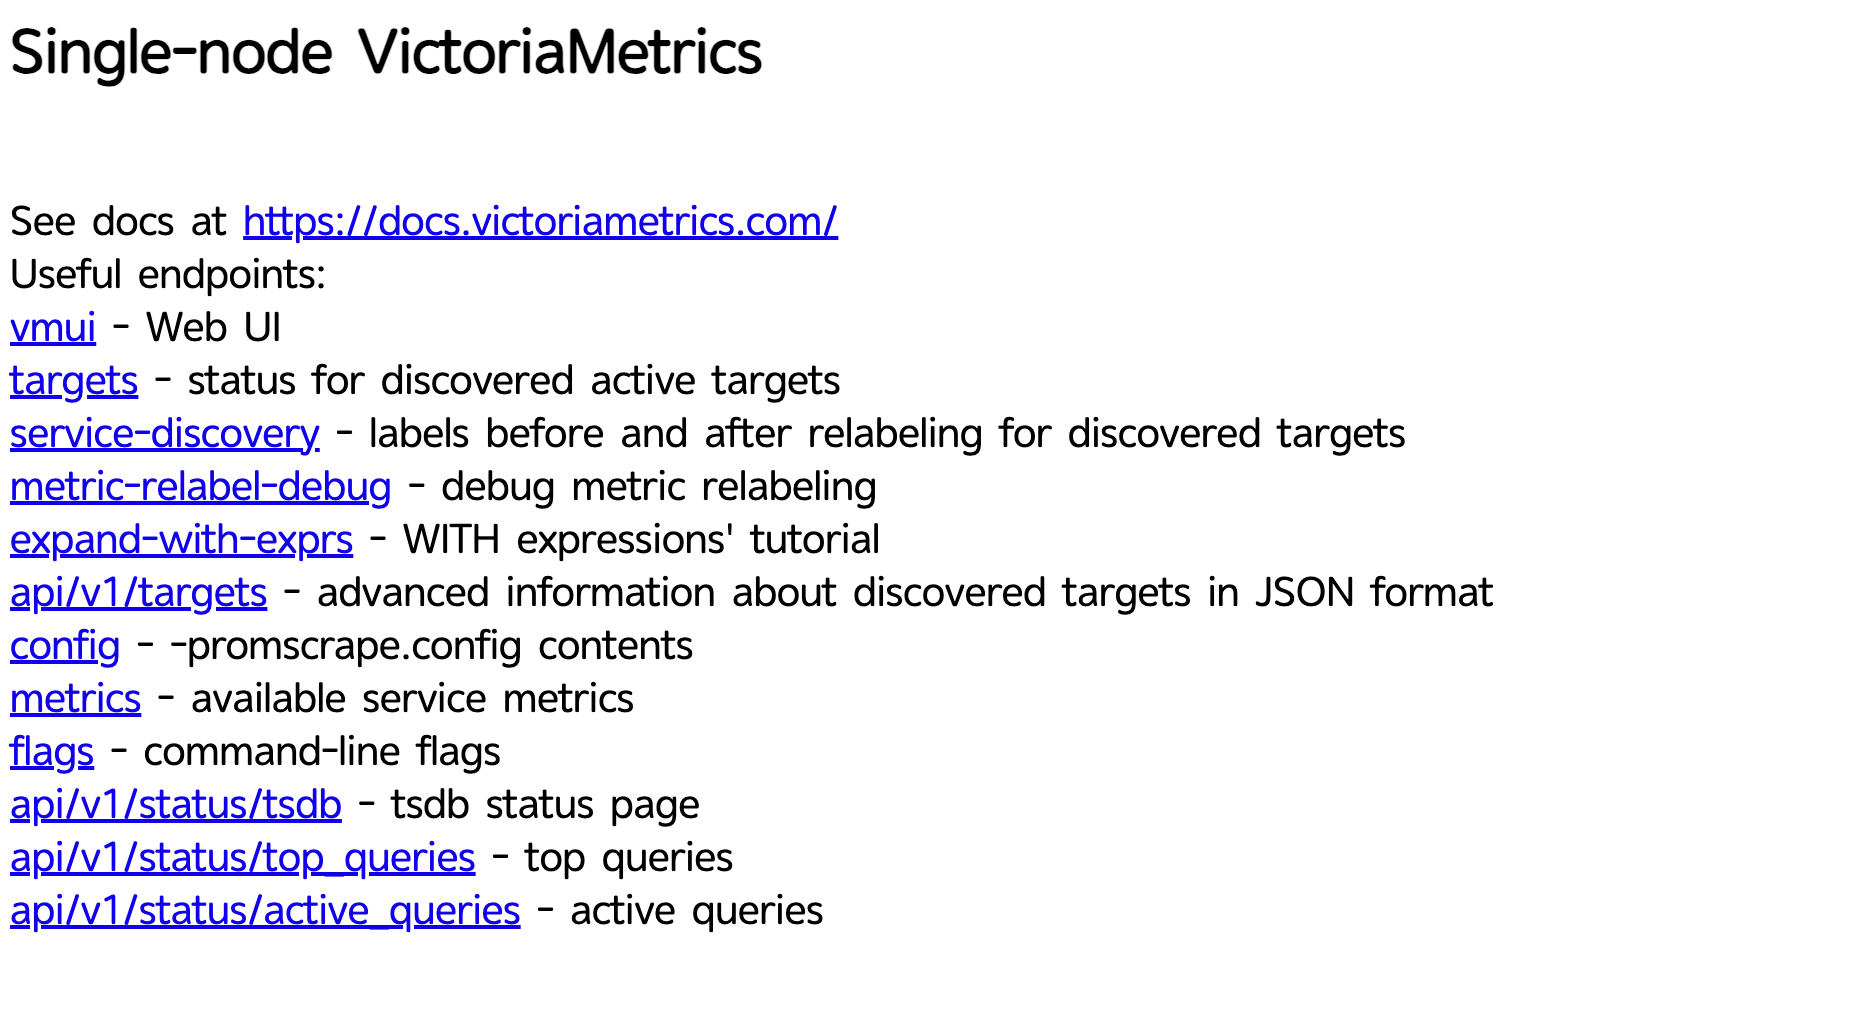 Single-node VictoriaMetrics
See docs at https://docs.victoriametrics.com/
Useful endpoints:
vmui - Web UI
targets - status for discovered active targets
service-discovery - labels before and after relabeling for discovered targets
metric-relabel-debug - debug metric relabeling
expand-with-exprs - WITH expressions' tutorial
api/v1/targets - advanced information about discovered targets in JSON format
config - -promscrape.config contents
metrics - available service metrics
flags - command-line flags
api/v1/status/tsdb - tsdb status page
api/v1/status/top_queries - top queries
api/v1/status/active_queries - active queries